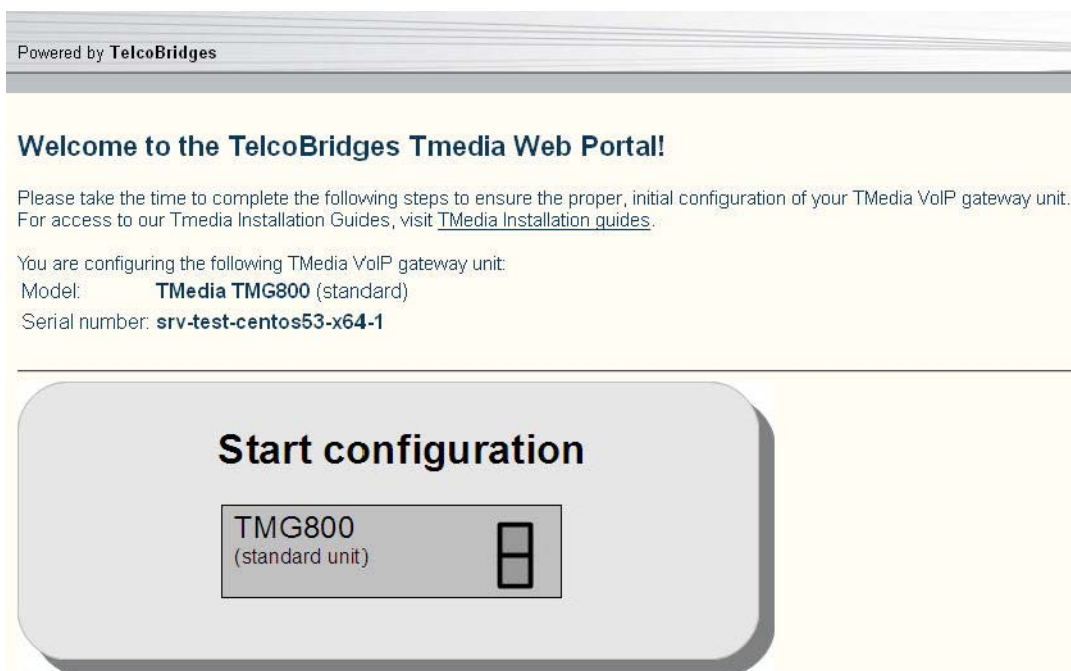 Powered by TelcoBridges
Welcome to the TelcoBridges Tmedia Web Portal!
Please take the time to complete the following steps to ensure the proper, initial configuration of your TMedia VoIP gateway unit.
For access to our Tmedia Installation Guides, visit TMedia Installation guides.
You are configuring the following TMedia VoIP gateway unit:
Model: TMedia TMG800 (standard)
Serial number: srv-test-centos53-x64-1
Start configuration
TMG800
(standard unit)